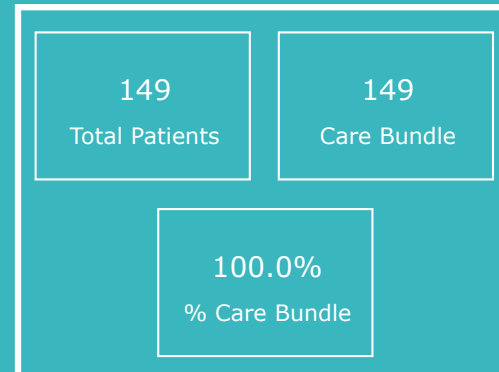 149
Total Patients
149
Care Bundle
100.0%
% Care Bundle